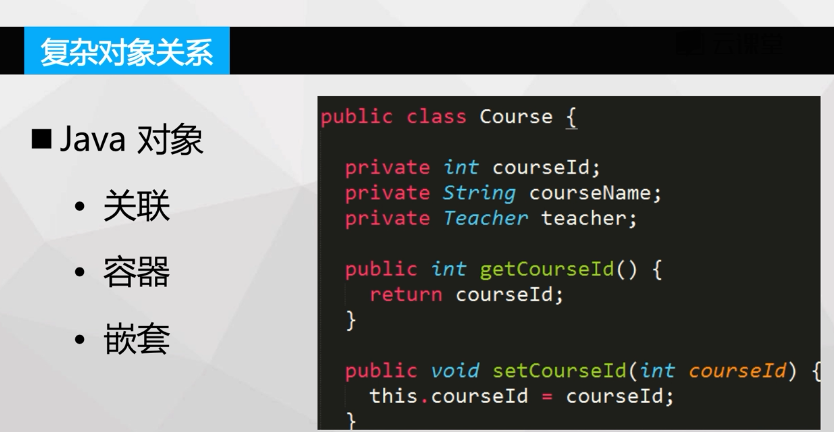 复杂对象关系
■ Java 对象
• 关联
• 容器
• 嵌套
public class Course {
private int courseId;
private String courseName;
private Teacher teacher;
public int getCourseId() {
return courseId;
}
public void setCourseId(int courseId) {
this.courseId = courseId;
}